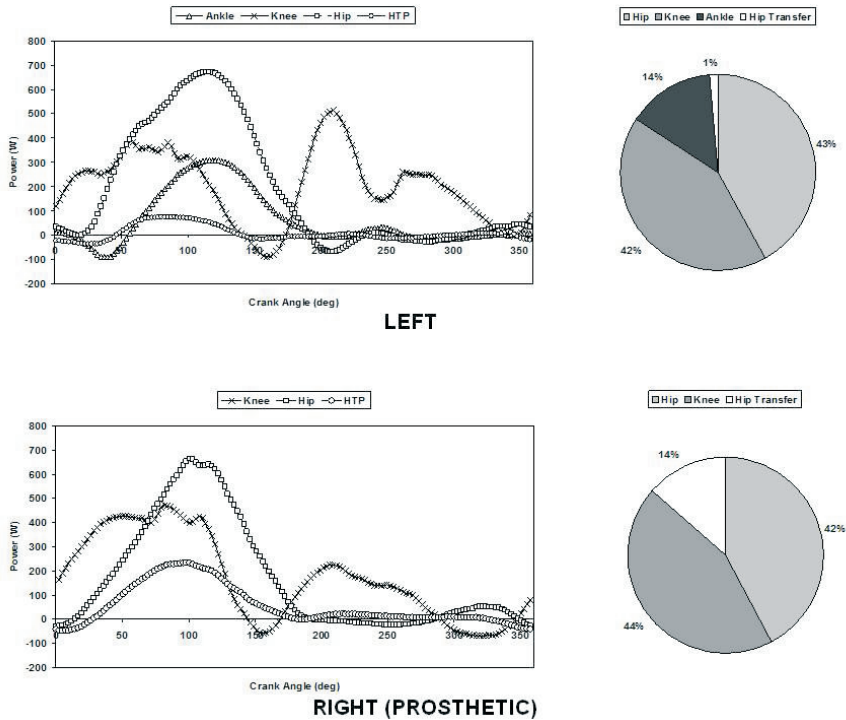 Ankle Knee Hip HTP
800
700
600
500
400
300
200
100
0
-100
-200
Power (W)
0 50 100 150 200 250 300 350
Crank Angle (deg)
Hip Knee Ankle Hip Transfer
1%
14%
43%
42%
LEFT
Knee Hip HTP
800
700
600
500
400
300
200
100
0
-100
-200
Power (W)
0 50 100 150 200 250 300 350
Crank Angle (deg)
Hip Knee Hip Transfer
14%
42%
44%
RIGHT (PROSTHETIC)